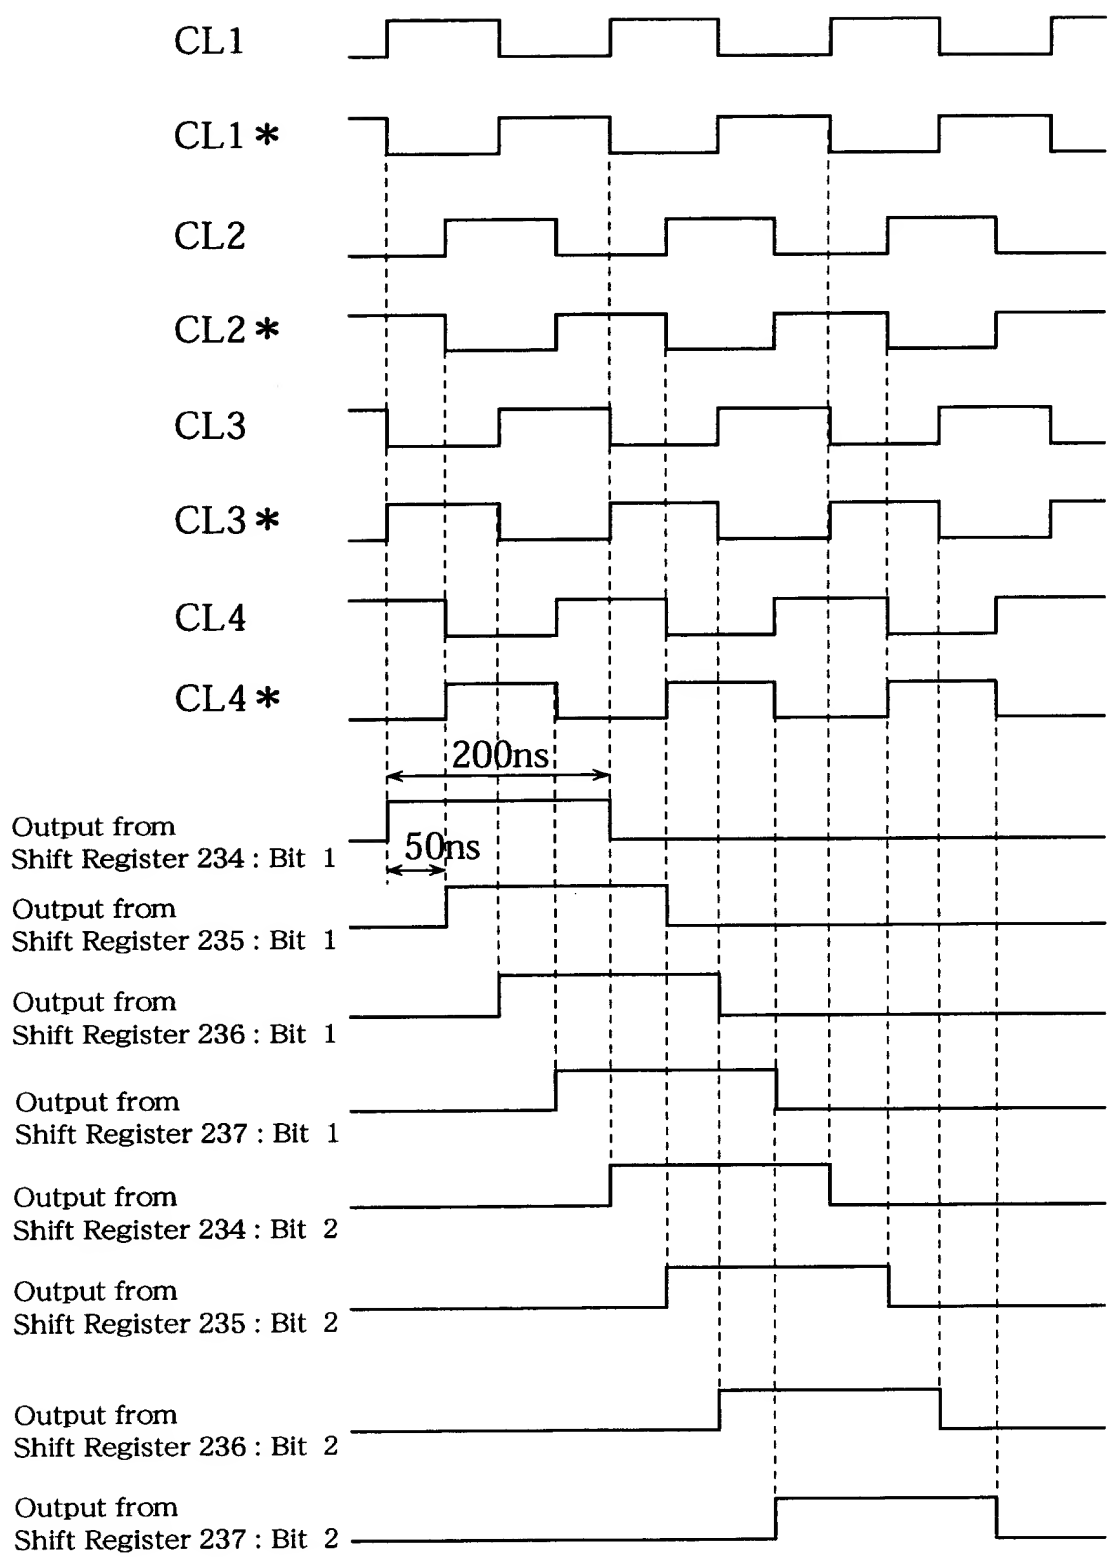 CL1
CL1*
CL2
CL2*
CL3
CL3*
CL4
CL4*
200ns
Output from
Shift Register 234 : Bit 1
50ns
Output from
Shift Register 235 : Bit 1
Output from
Shift Register 236 : Bit 1
Output from
Shift Register 237 : Bit 1
Output from
Shift Register 234 : Bit 2
Output from
Shift Register 235 : Bit 2
Output from
Shift Register 236 : Bit 2
Output from
Shift Register 237 : Bit 2